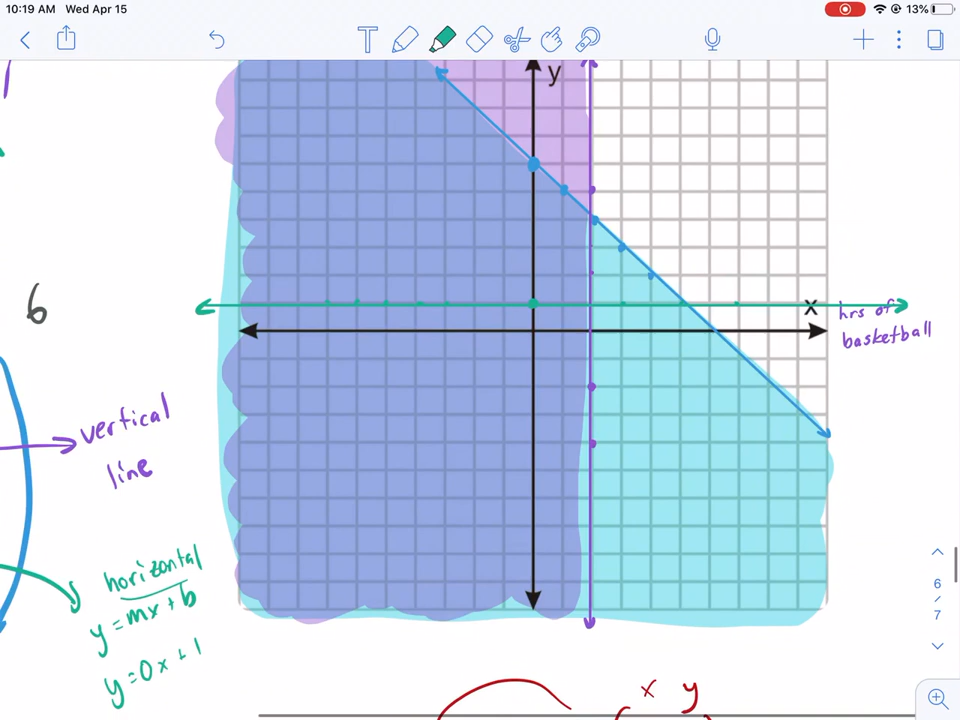 10:19 AM Wed Apr 15
13%
T
y
x
hrs of
basketball
6
vertical
line
horizontal
y = mx + b
y = 0x + 1
6
/
7
x y